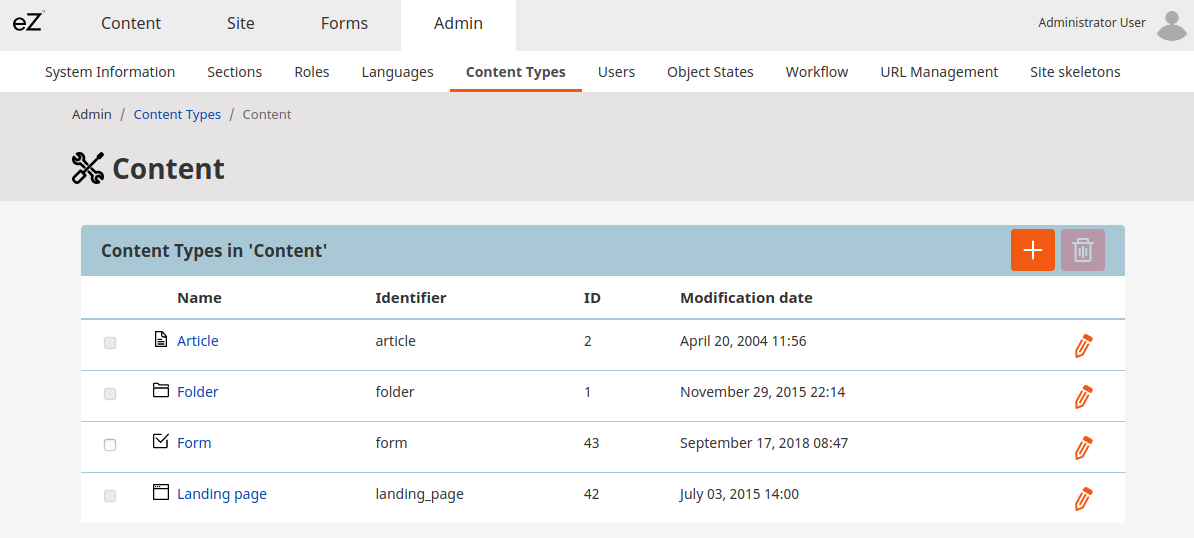 eZ Content Site Forms Admin Administrator User
System Information Sections Roles Languages Content Types Users Object States Workflow URL Management Site skeletons
Admin / Content Types / Content
Content
Content Types in 'Content'
Name Identifier ID Modification date
Article article 2 April 20, 2004 11:56
Folder folder 1 November 29, 2015 22:14
Form form 43 September 17, 2018 08:47
Landing page landing_page 42 July 03, 2015 14:00